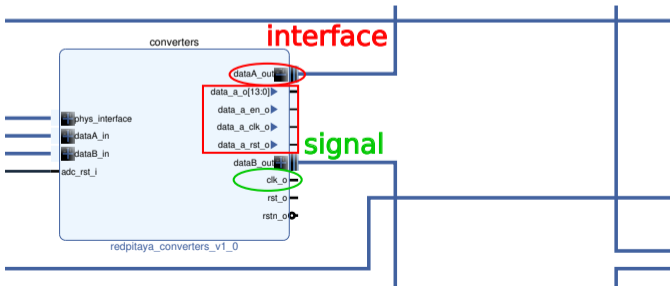 interface
converters
dataA_out
data_a_o[13:0]
data_a_en_o
data_a_clk_o
data_a_rst_o
signal
phys_interface
dataA_in
dataB_in
adc_rst_i
dataB_out
clk_o
rst_o
rstn_o
redpitaya_converters_v1_0